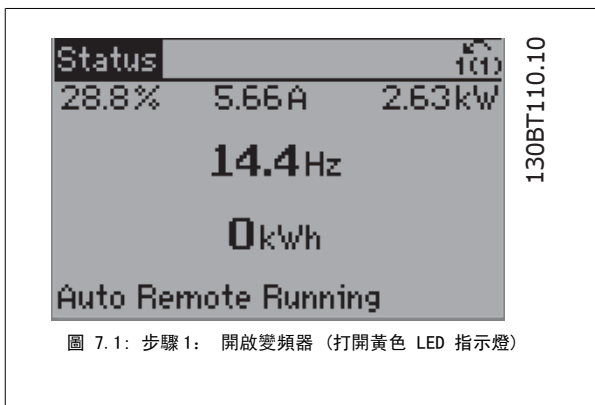 Status 1(1)
28.8% 5.66A 2.63kW
14.4Hz
0kWh
Auto Remote Running
130BT110.10
圖 7.1: 步驟 1: 開啟變頻器 (打開黃色 LED 指示燈)